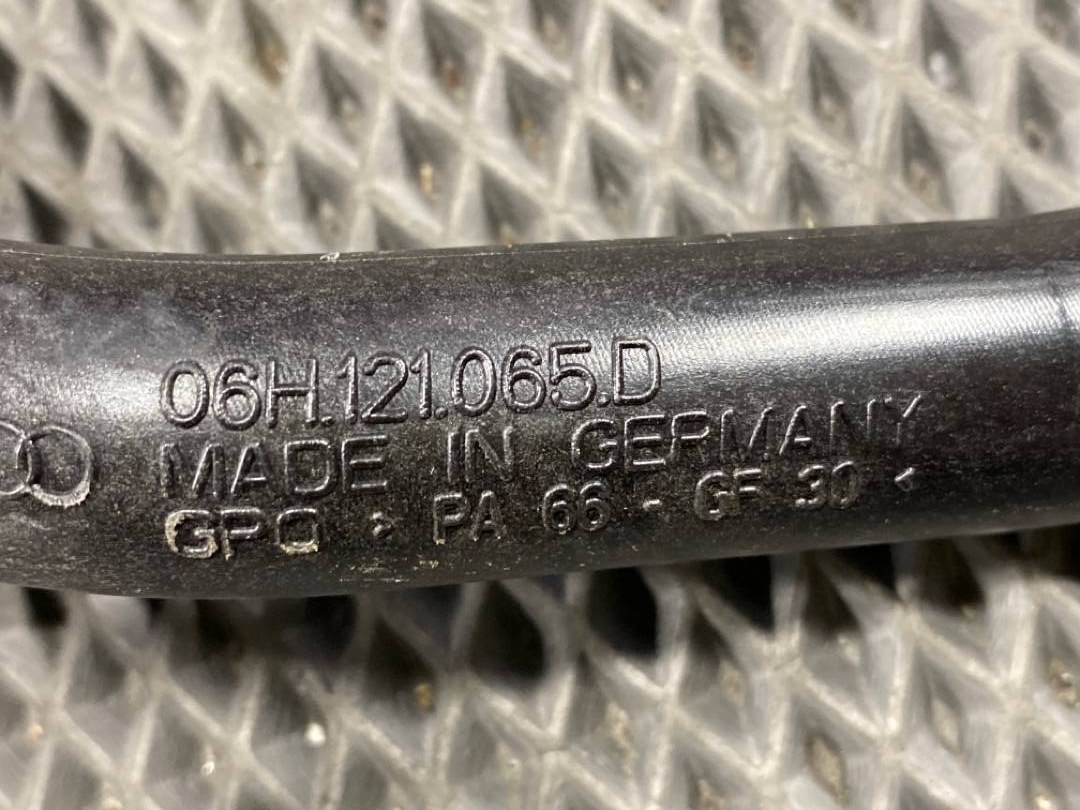 06H.121.065.D
MADE IN GERMANY
GPO > PA 66 - GF 30 <